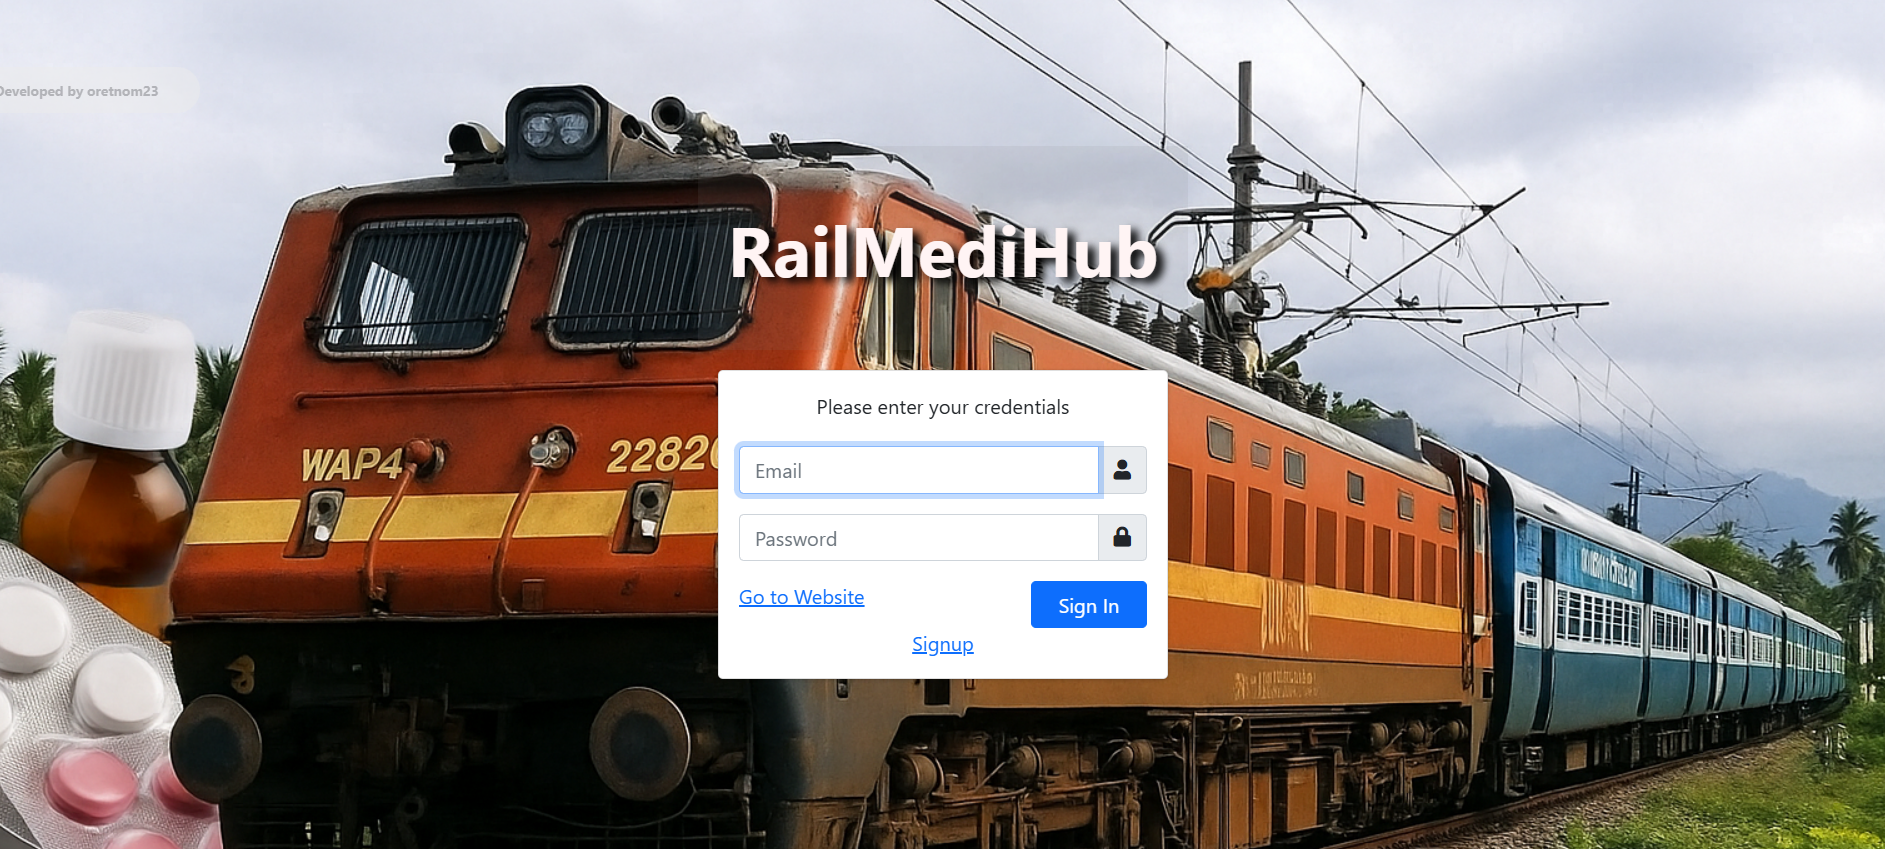 Developed by oretnom23
RailMediHub
Please enter your credentials
Email
Password
Go to Website
Sign In
Signup
WAP4
2282